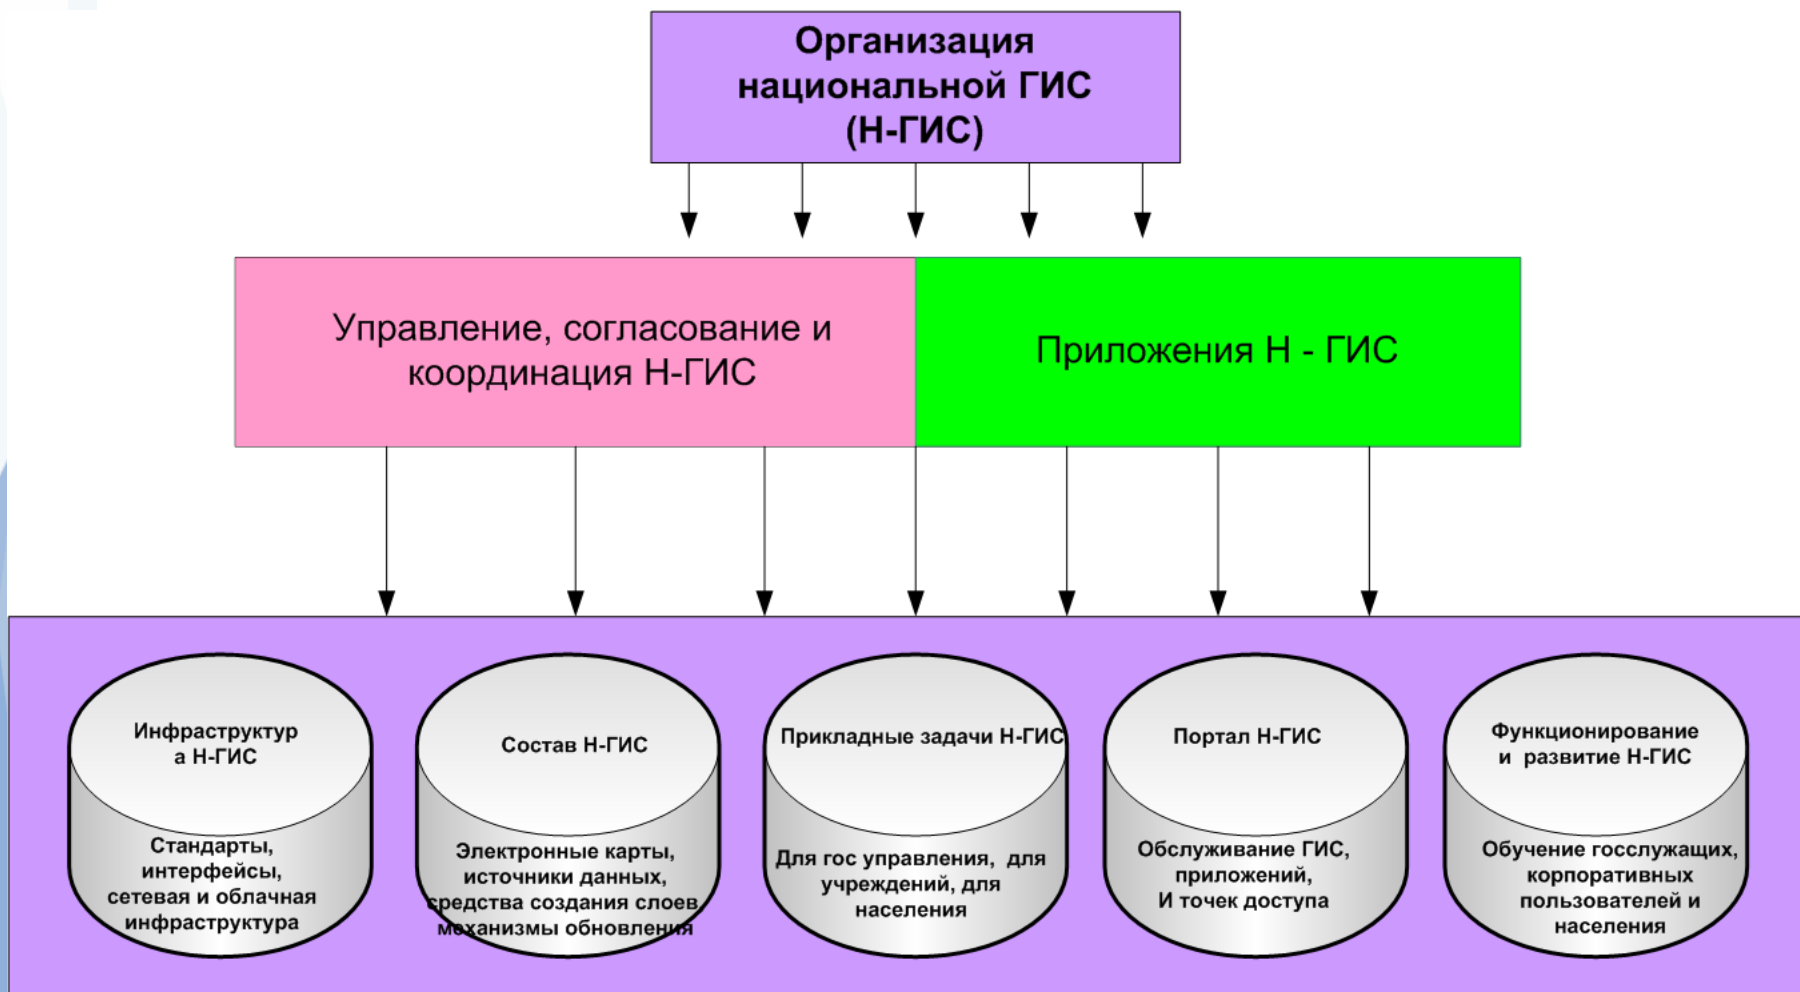 Организация
национальной ГИС
(Н-ГИС)
Управление, согласование и
координация Н-ГИС
Приложения Н - ГИС
Инфраструктур
а Н-ГИС
Стандарты,
интерфейсы,
сетевая и облачная
инфраструктура
Состав Н-ГИС
Электронные карты,
источники данных,
средства создания слоев,
механизмы обновления
Прикладные задачи Н-ГИС
Для гос управления, для
учреждений, для
населения
Портал Н-ГИС
Обслуживание ГИС,
приложений,
И точек доступа
Функционирование
и развитие Н-ГИС
Обучение госслужащих,
корпоративных
пользователей и
населения